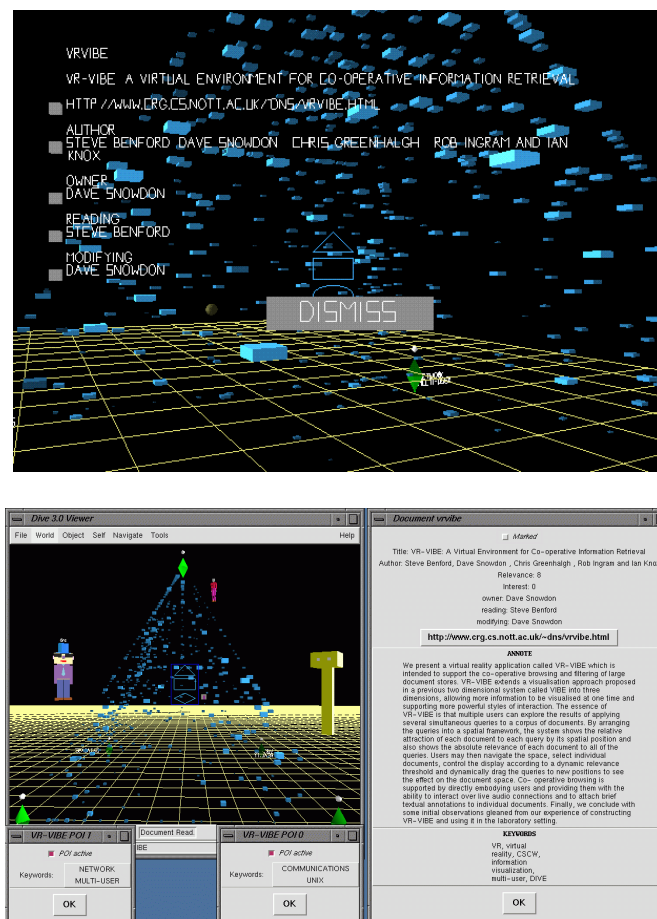 VRVIBE
VR-VIBE A VIRTUAL ENVIRONMENT FOR CO-OPERATIVE INFORMATION RETRIEVAL
HTTP //WWW.CRG.CS.NOTT.AC.UK/~DNS/VRVIBE.HTML
AUTHOR
STEVE BENFORD DAVE SNOWDON CHRIS GREENHALGH ROB INGRAM AND IAN
KNOX
OWNER
DAVE SNOWDON
READING
STEVE BENFORD
MODIFYING
DAVE SNOWDON
DISMISS
Dive 3.0 Viewer
File World Object Self Navigate Tools Help
VR-VIBE POI 1
POI active
Keywords:
NETWORK
MULTI-USER
OK
Document Read
IBE
VR-VIBE POI 0
POI active
Keywords:
COMMUNICATIONS
UNIX
OK
Document vrvibe
Marked
Title: VR-VIBE: A Virtual Environment for Co-operative Information Retrieval
Author: Steve Benford, Dave Snowdon , Chris Greenhalgh , Rob Ingram and Ian Kno
Relevance: 8
Interest: 0
owner: Dave Snowdon
reading: Steve Benford
modifying: Dave Snowdon
http://www.crg.cs.nott.ac.uk/~dns/vrvibe.html
ANNOTE
We present a virtual reality application called VR-VIBE which is
intended to support the co-operative browsing and filtering of large
document stores. VR-VIBE extends a visualisation approach proposed
in a previous two dimensional system called VIBE into three
dimensions, allowing more information to be visualised at one time and
supporting more powerful styles of interaction. The essence of
VR-VIBE is that multiple users can explore the results of applying
several simultaneous queries to a corpus of documents. By arranging
the queries into a spatial framework, the system shows the relative
attraction of each document to each query by its spatial position and
also shows the absolute relevance of each document to all of the
queries. Users may then navigate the space, select individual
documents, control the display according to a dynamic relevance
threshold and dynamically drag the queries to new positions to see
the effect on the document space. Co- operative browsing is
supported by directly embodying users and providing them with the
ability to interact over live audio connections and to attach brief
textual annotations to individual documents. Finally, we conclude with
some initial observations gleaned from our experience of constructing
VR-VIBE and using it in the laboratory setting.
KEYWORDS
VR, virtual
reality, CSCW,
information
visualization,
multi-user, DIVE
OK